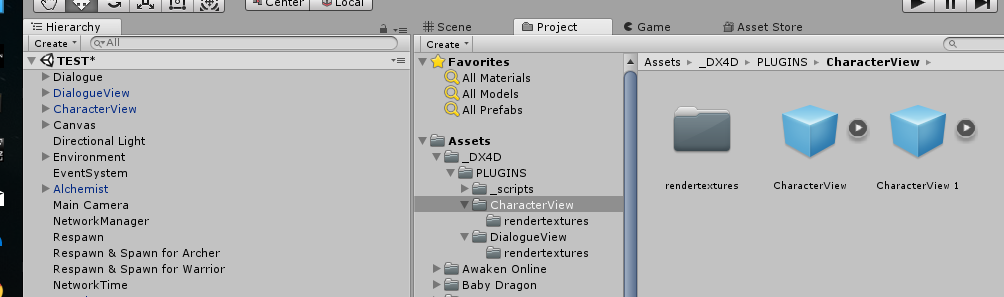 Center Local
Hierarchy
Create All
TEST*
Dialogue
DialogueView
CharacterView
Canvas
Directional Light
Environment
EventSystem
Alchemist
Main Camera
NetworkManager
Respawn
Respawn & Spawn for Archer
Respawn & Spawn for Warrior
NetworkTime
Scene Project Game Asset Store
Create
Favorites
All Materials
All Models
All Prefabs
Assets
_DX4D
PLUGINS
_scripts
CharacterView
rendertextures
DialogueView
rendertextures
Awaken Online
Baby Dragon
Assets ▸ _DX4D ▸ PLUGINS ▸ CharacterView ▸
rendertextures CharacterView CharacterView 1